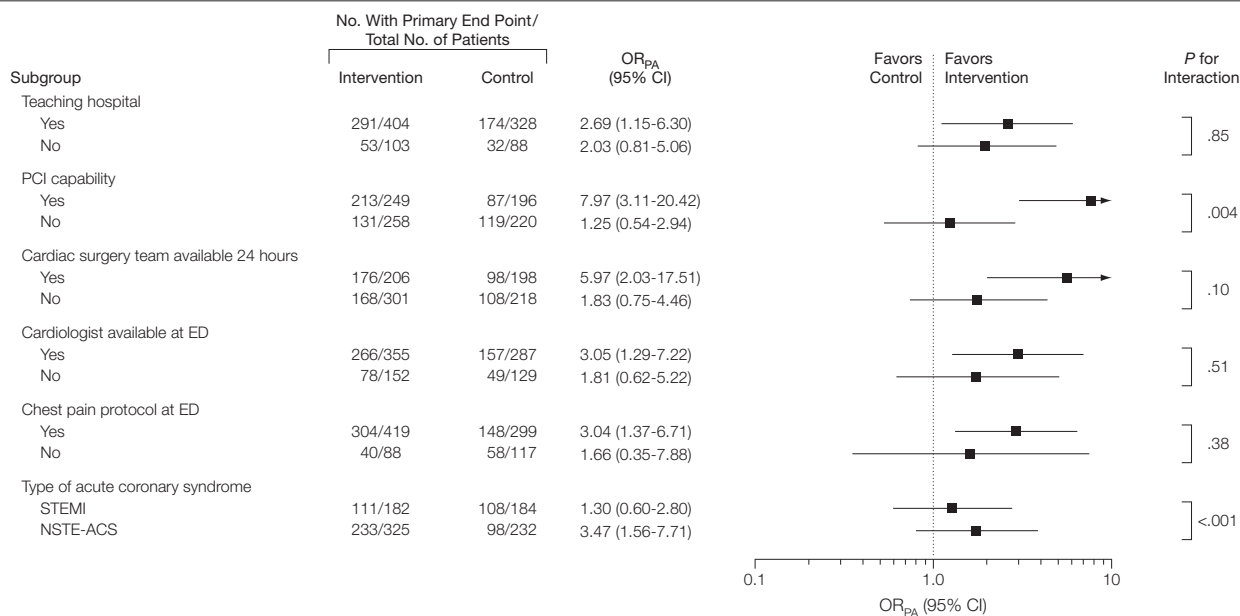 No. With Primary End Point/
Total No. of Patients
Subgroup Intervention Control ORPA (95% CI) Favors Control Favors Intervention P for Interaction
Teaching hospital
Yes 291/404 174/328 2.69 (1.15-6.30)
No 53/103 32/88 2.03 (0.81-5.06)
.85
PCI capability
Yes 213/249 87/196 7.97 (3.11-20.42)
No 131/258 119/220 1.25 (0.54-2.94)
.004
Cardiac surgery team available 24 hours
Yes 176/206 98/198 5.97 (2.03-17.51)
No 168/301 108/218 1.83 (0.75-4.46)
.10
Cardiologist available at ED
Yes 266/355 157/287 3.05 (1.29-7.22)
No 78/152 49/129 1.81 (0.62-5.22)
.51
Chest pain protocol at ED
Yes 304/419 148/299 3.04 (1.37-6.71)
No 40/88 58/117 1.66 (0.35-7.88)
.38
Type of acute coronary syndrome
STEMI 111/182 108/184 1.30 (0.60-2.80)
NSTE-ACS 233/325 98/232 3.47 (1.56-7.71)
<.001
0.1 1.0 10
ORPA (95% CI)